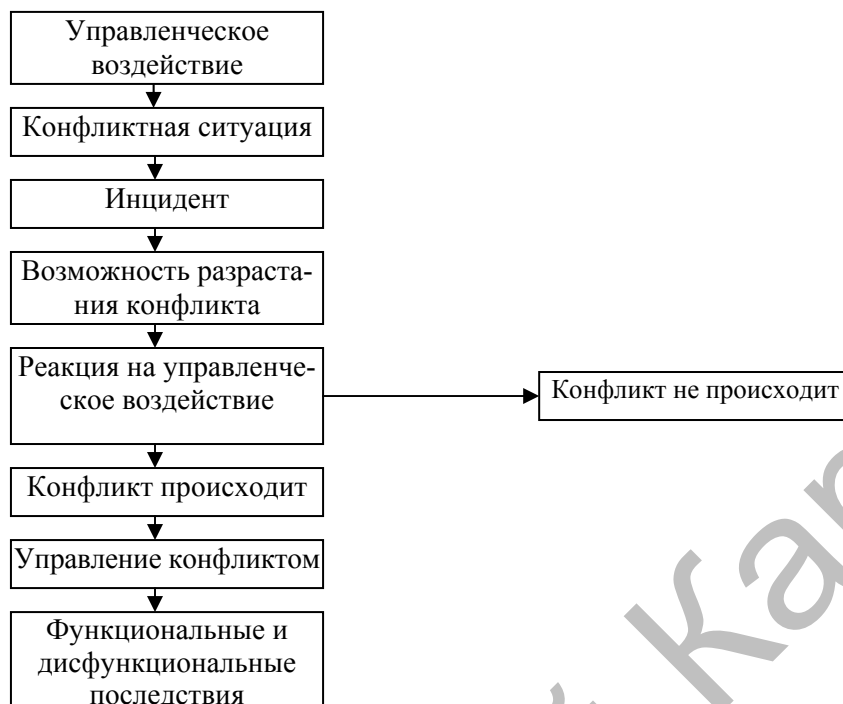 Управленческое
воздействие
Конфликтная ситуация
Инцидент
Возможность разраста-
ния конфликта
Реакция на управленче-
ское воздействие
Конфликт не происходит
Конфликт происходит
Управление конфликтом
Функциональные и
дисфункциональные
последствия